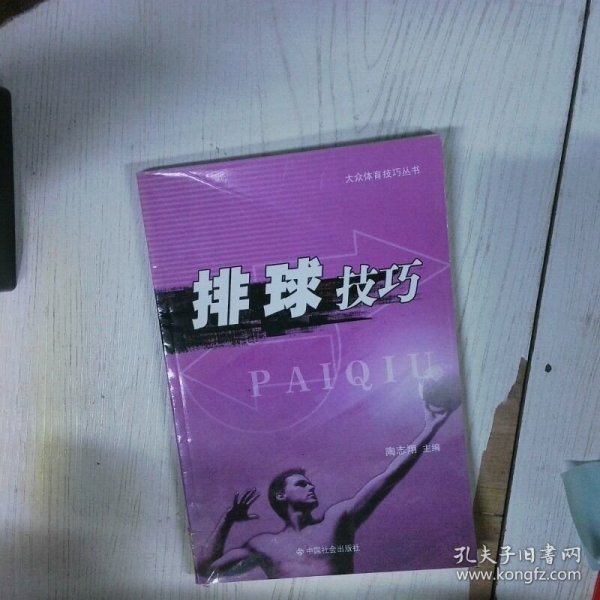 大众体育技巧丛书
排球技巧
PAIQIU
陶志翔 主编
中国社会出版社
孔夫子旧书网
www.kongfz.com